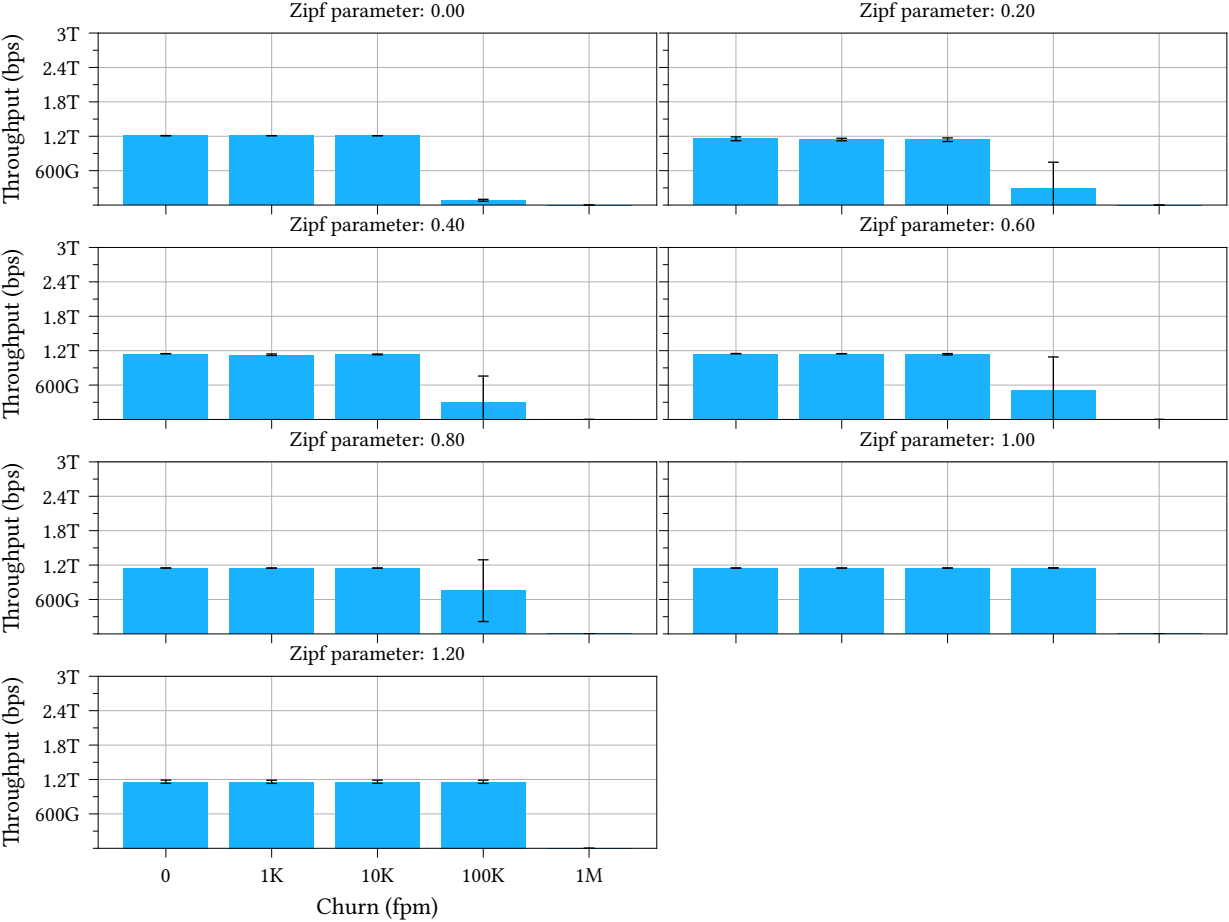 Zipf parameter: 0.00
Zipf parameter: 0.20
Throughput (bps)
3T
2.4T
1.8T
1.2T
600G
Zipf parameter: 0.40
Zipf parameter: 0.60
Throughput (bps)
3T
2.4T
1.8T
1.2T
600G
Zipf parameter: 0.80
Zipf parameter: 1.00
Throughput (bps)
3T
2.4T
1.8T
1.2T
600G
Zipf parameter: 1.20
Throughput (bps)
3T
2.4T
1.8T
1.2T
600G
0 1K 10K 100K 1M
Churn (fpm)